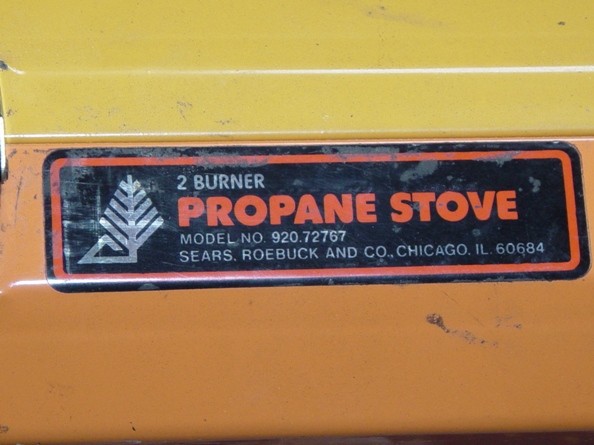 2 BURNER
PROPANE STOVE
MODEL NO. 920.72767
SEARS, ROEBUCK AND CO., CHICAGO, IL. 60684